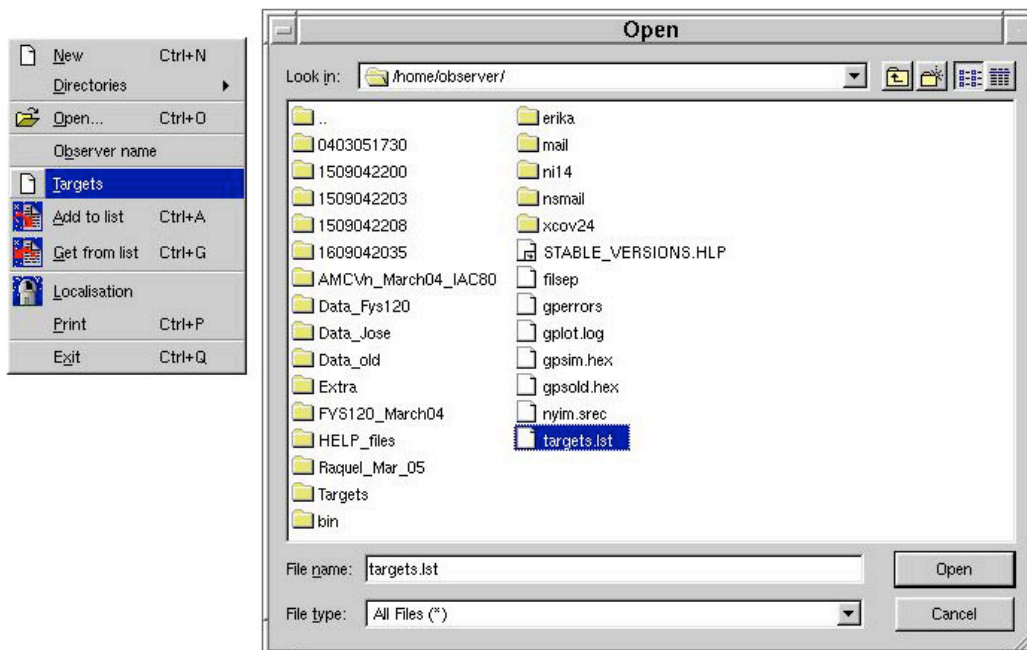 New Ctrl+N
Directories
Open... Ctrl+O
Observer name
Targets
Add to list Ctrl+A
Get from list Ctrl+G
Localisation
Print Ctrl+P
Exit Ctrl+Q
Open
Look in: /home/observer/
..
0403051730
1509042200
1509042203
1509042208
1609042035
AMCVn_March04_IAC80
Data_Fys120
Data_Jose
Data_old
Extra
FYS120_March04
HELP_files
Raquel_Mar_05
Targets
bin
erika
mail
ni14
nsmail
xcov24
STABLE_VERSIONS.HLP
filsep
gperrors
gplot.log
gpsim.hex
gpsold.hex
nyim.srec
targets.lst
File name: targets.lst
Open
File type: All Files (*)
Cancel